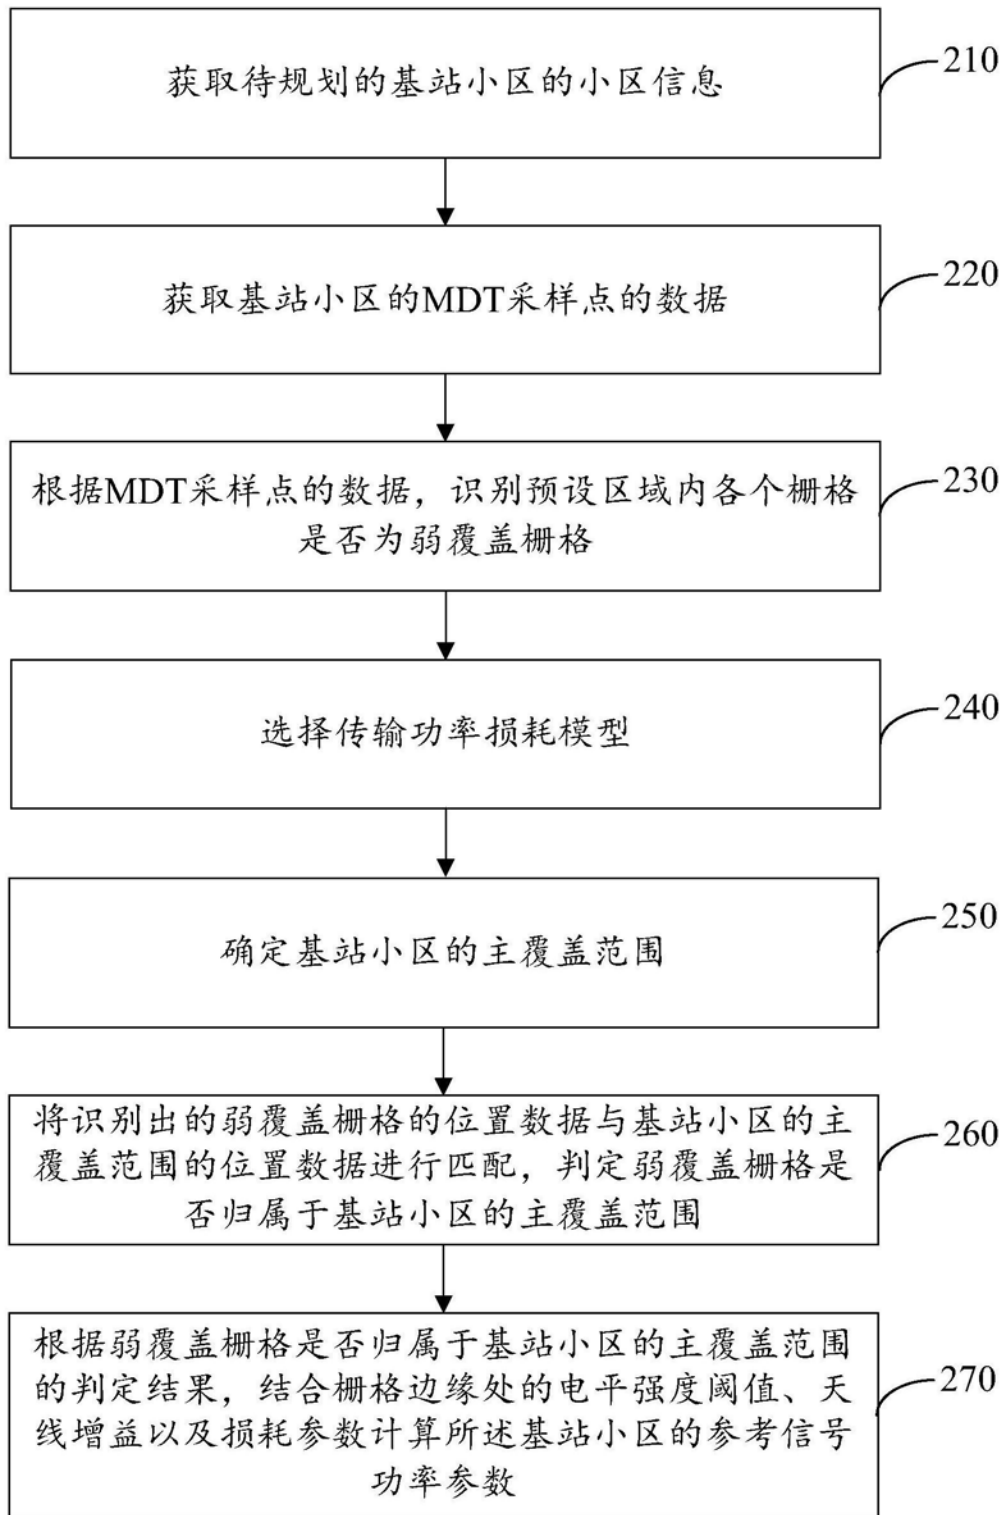 获取待规划的基站小区的小区信息
210
获取基站小区的MDT采样点的数据
220
根据MDT采样点的数据，识别预设区域内各个栅格
是否为弱覆盖栅格
230
选择传输功率损耗模型
240
确定基站小区的主覆盖范围
250
将识别出的弱覆盖栅格的位置数据与基站小区的主
覆盖范围的位置数据进行匹配，判定弱覆盖栅格是
否归属于基站小区的主覆盖范围
260
根据弱覆盖栅格是否归属于基站小区的主覆盖范围
的判定结果，结合栅格边缘处的电平强度阈值、天
线增益以及损耗参数计算所述基站小区的参考信号
功率参数
270